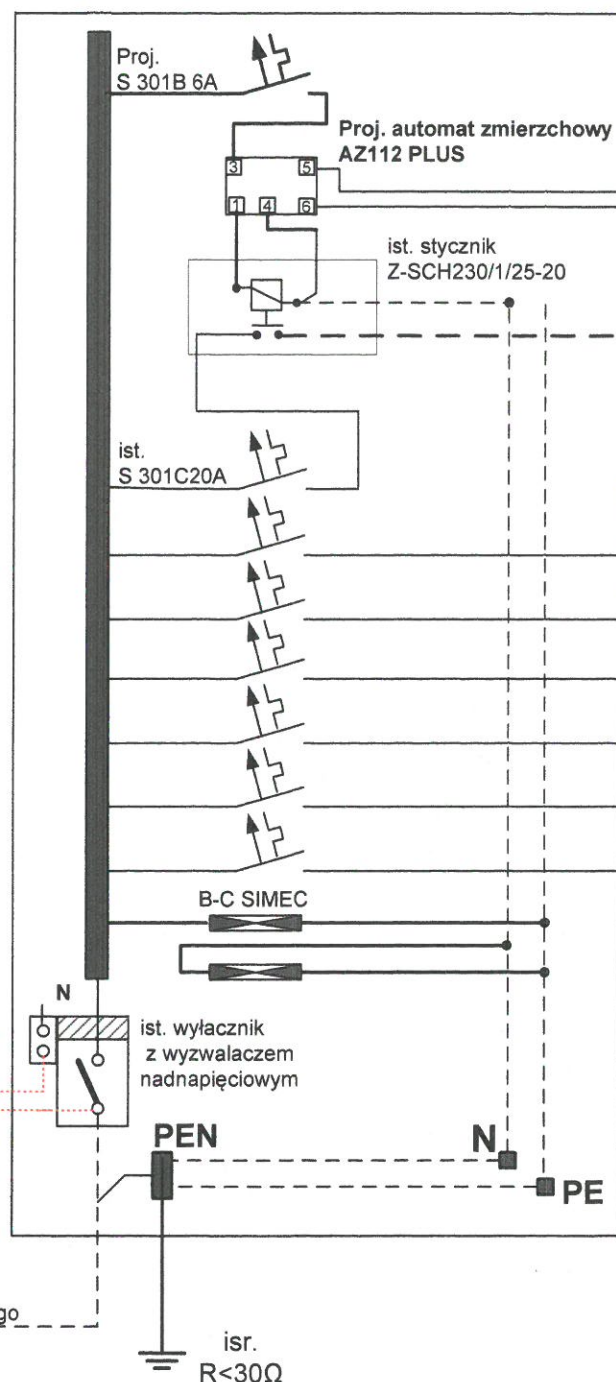 Proj.
S 301B 6A
Proj. automat zmierzchowy
AZ112 PLUS
3
5
1
4
6
ist. stycznik
Z-SCH230/1/25-20
ist.
S 301C20A
B-C SIMEC
N
ist. wyłacznik
z wyzwalaczem
nadnapięciowym
PEN
N
PE
go
isr.
R<30Ω